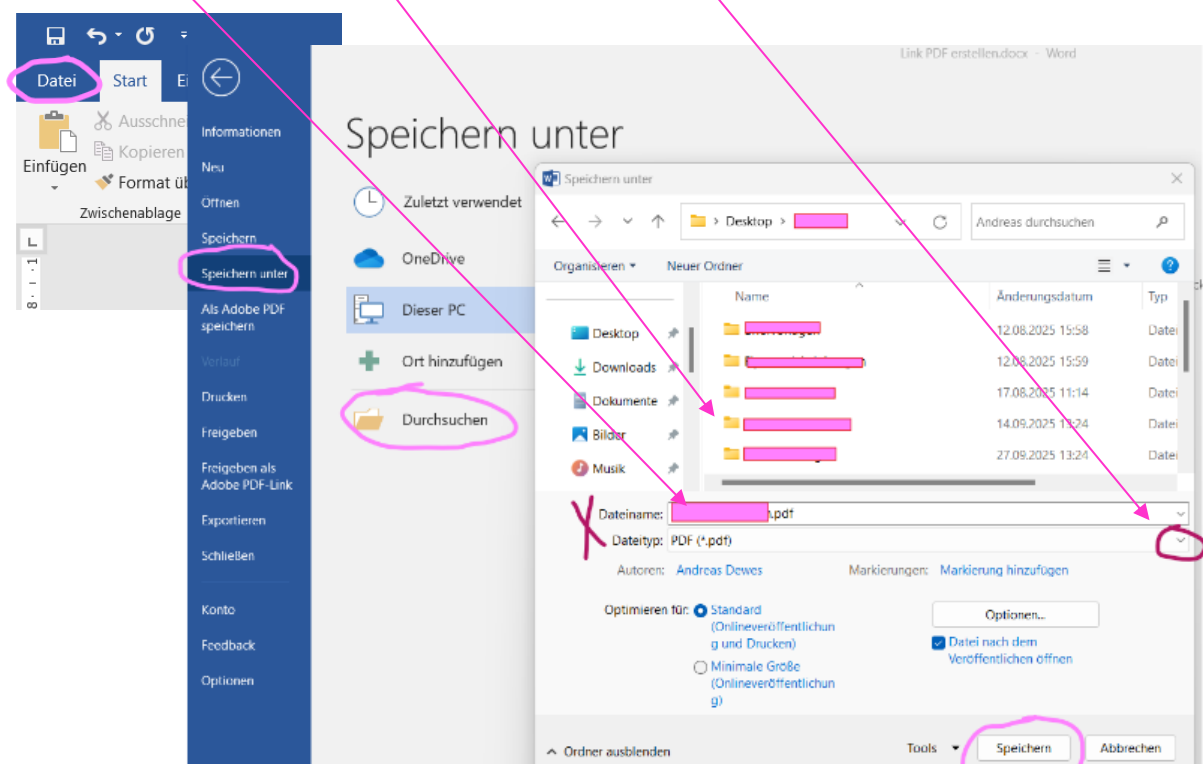 Link PDF erstellen.docx - Word
Datei
Start
Ausschne
Kopieren
Einfügen
Format üb
Zwischenablage
Informationen
Neu
Öffnen
Speichern
Speichern unter
Als Adobe PDF
speichern
Verlauf
Drucken
Freigeben
Freigeben als
Adobe PDF-Link
Exportieren
Schließen
Konto
Feedback
Optionen
Speichern unter
Zuletzt verwendet
OneDrive
Dieser PC
Ort hinzufügen
Durchsuchen
Speichern unter
Desktop
Andreas durchsuchen
Organisieren
Neuer Ordner
Name
Änderungsdatum
Typ
Desktop
Downloads
Dokumente
Bilder
Musik
12.08.2025 15:58 Datei
12.08.2025 15:59 Datei
17.08.2025 11:14 Datei
14.09.2025 13:24 Datei
27.09.2025 13:24 Datei
Dateiname: .pdf
Dateityp: PDF (*.pdf)
Autoren: Andreas Dewes
Markierungen: Markierung hinzufügen
Optimieren für: Standard
(Onlineveröffentlichun
g und Drucken)
Minimale Größe
(Onlineveröffentlichun
g)
Optionen...
Datei nach dem
Veröffentlichen öffnen
Ordner ausblenden
Tools
Speichern
Abbrechen